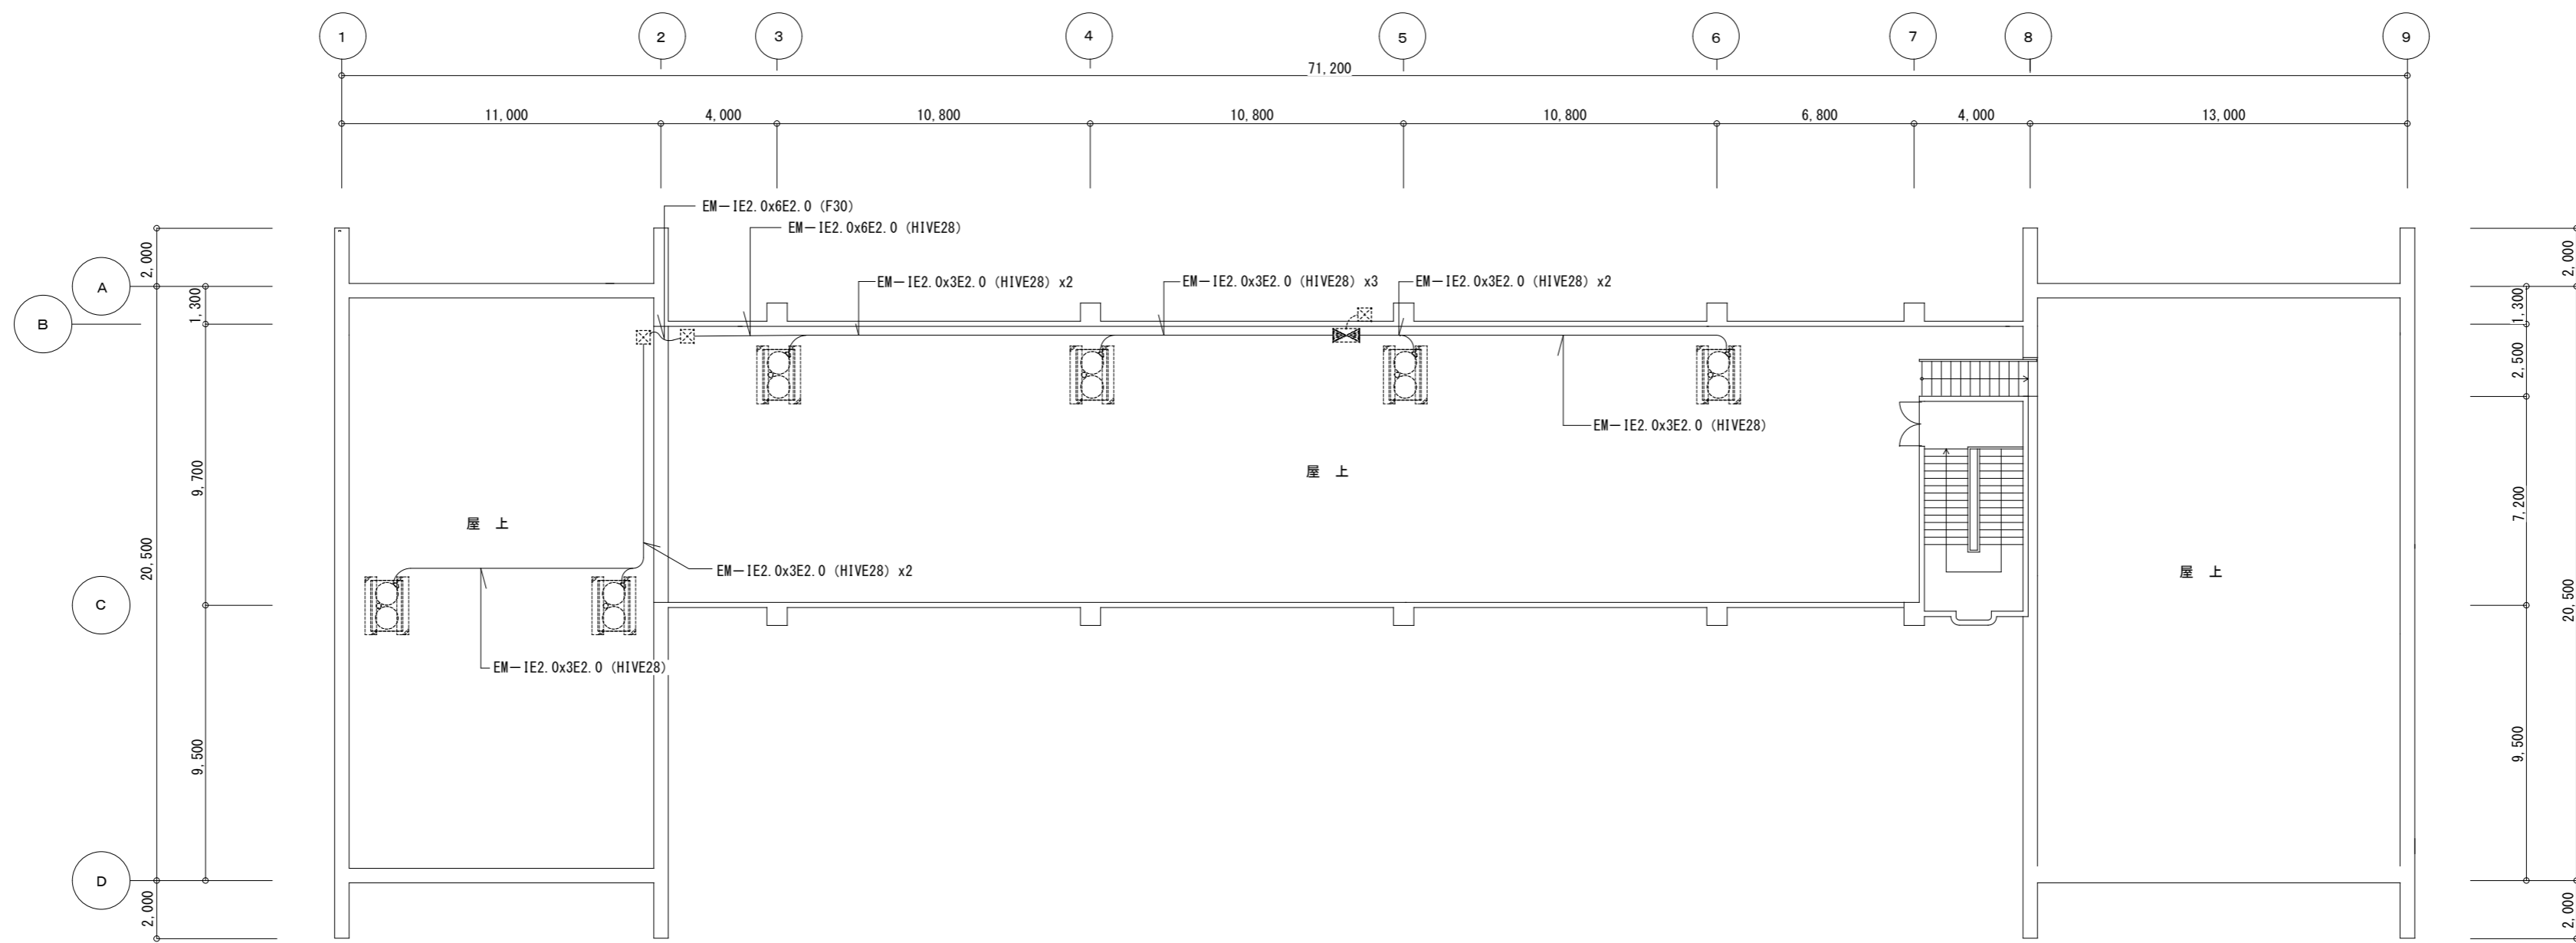 1
2
3
4
5
6
7
8
9
71,200
11,000
4,000
10,800
10,800
10,800
6,800
4,000
13,000
EM-IE2.0x6E2.0 (F30)
EM-IE2.0x6E2.0 (HIVE28)
EM-IE2.0x3E2.0 (HIVE28) x2
EM-IE2.0x3E2.0 (HIVE28) x3
EM-IE2.0x3E2.0 (HIVE28) x2
2,000
2,000
A
1,300
1,300
B
2,500
EM-IE2.0x3E2.0 (HIVE28)
屋 上
9,700
7,200
屋 上
20,500
EM-IE2.0x3E2.0 (HIVE28) x2
屋 上
C
20,500
EM-IE2.0x3E2.0 (HIVE28)
9,500
9,500
D
2,000
2,000